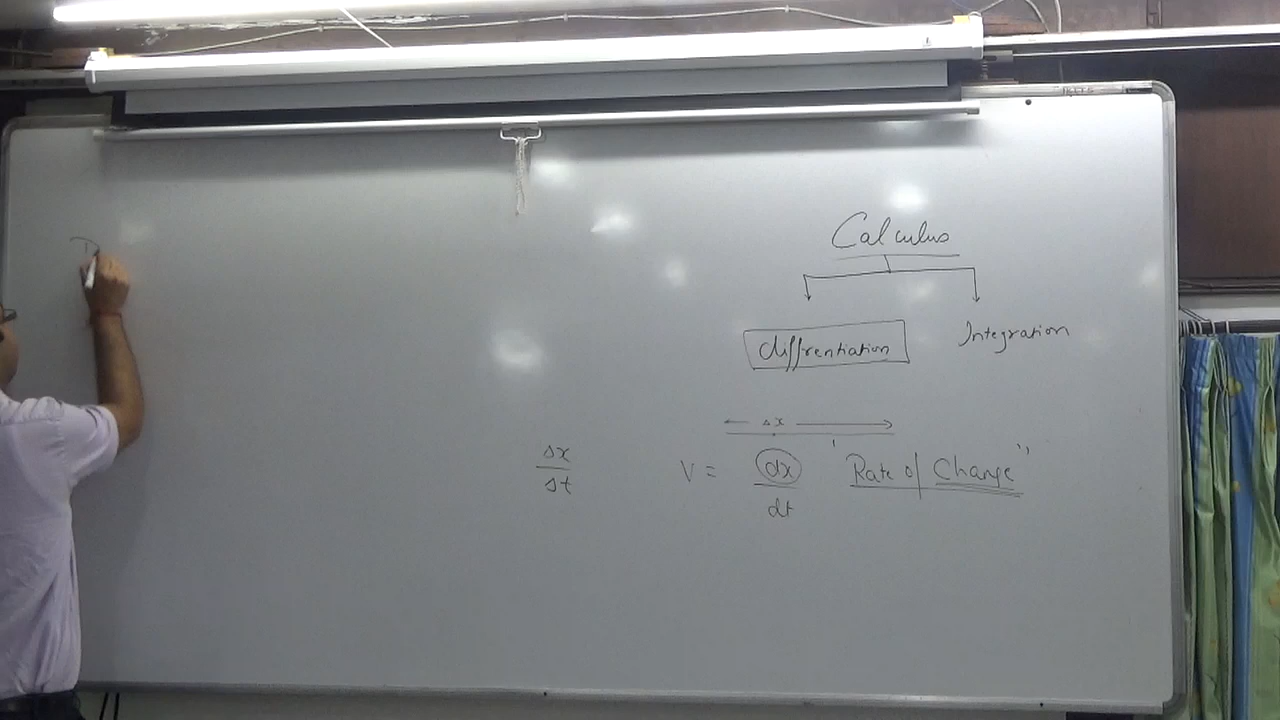 Calculus
diffrentiation
Integration
Δx
Δx
Δt
V = dx
dt
"Rate of Change"